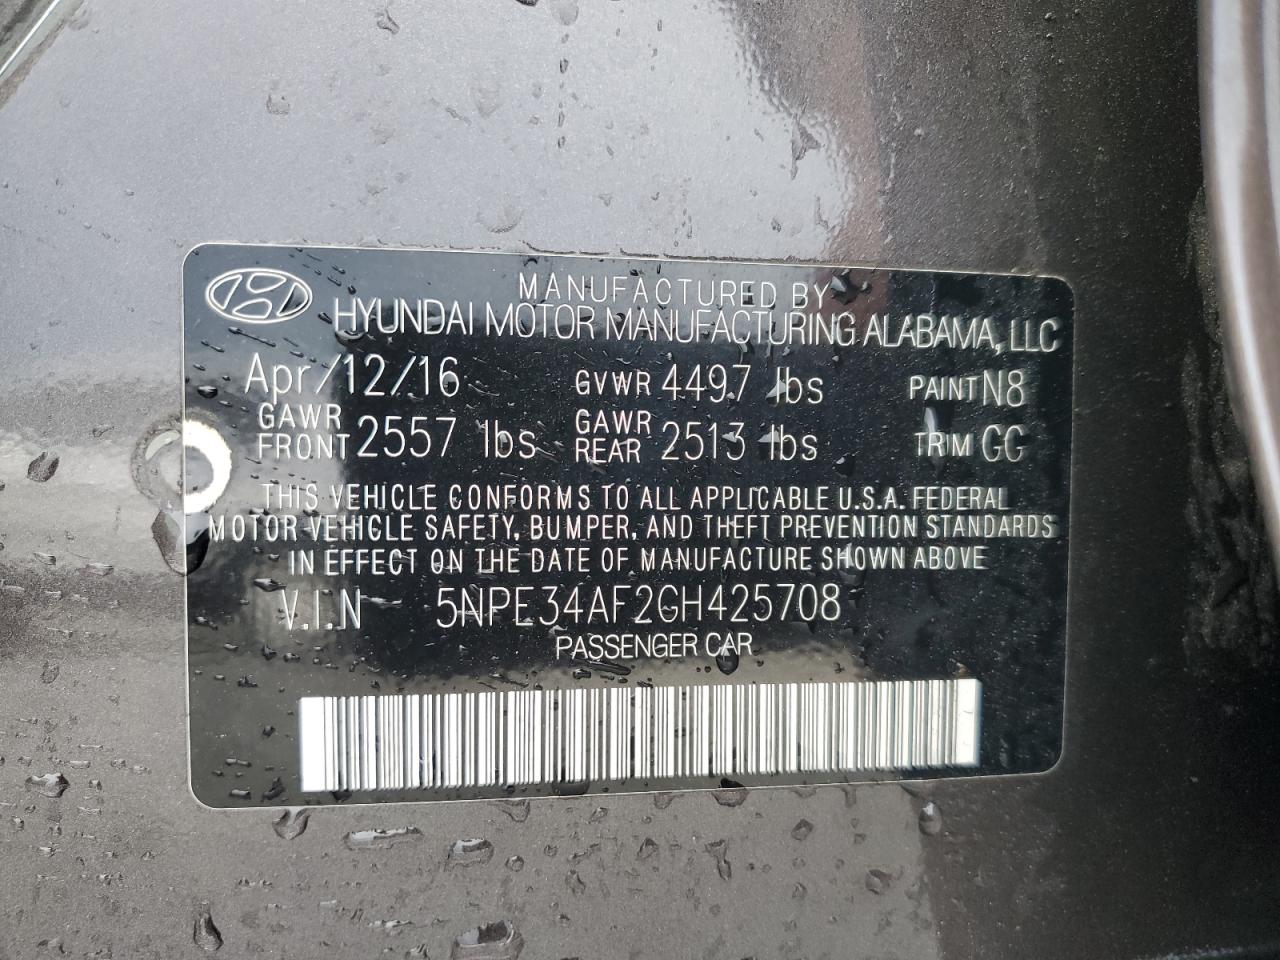 MANUFACTURED BY
HYUNDAI MOTOR MANUFACTURING ALABAMA, LLC
Apr/12/16 GVWR 4497 lbs PAINT N8
GAWR FRONT 2557 lbs GAWR REAR 2513 lbs TRIM GG
THIS VEHICLE CONFORMS TO ALL APPLICABLE U.S.A. FEDERAL
MOTOR VEHICLE SAFETY, BUMPER, AND THEFT PREVENTION STANDARDS
IN EFFECT ON THE DATE OF MANUFACTURE SHOWN ABOVE
V.I.N 5NPE34AF2GH425708
PASSENGER CAR